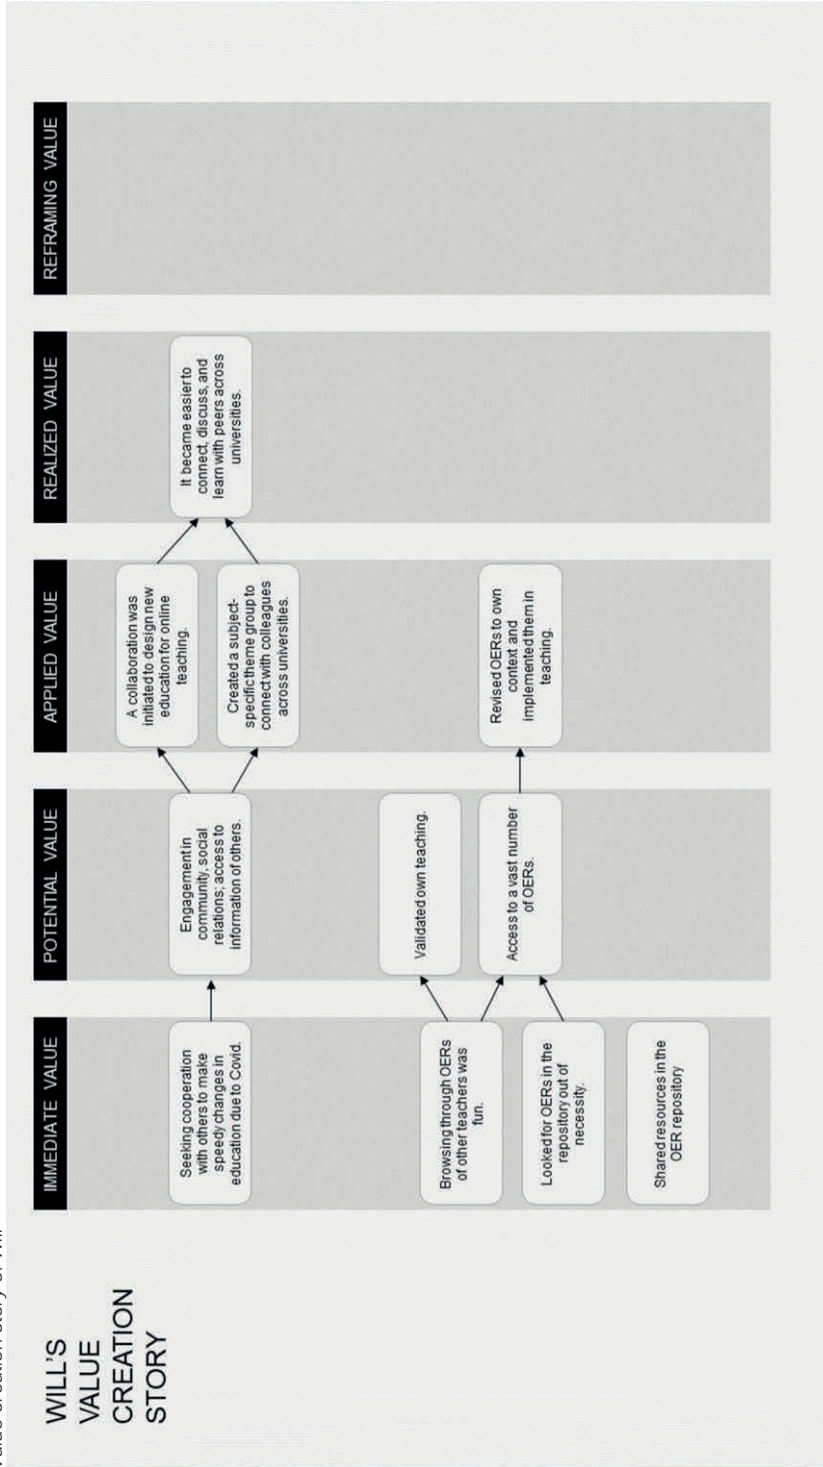 Value creation story of Will
WILL'S
VALUE
CREATION
STORY
IMMEDIATE VALUE
Seeking cooperation
with others to make
speedy changes in
education due to Covid.
Browsing through OERs
of other teachers was
fun.
Looked for OERs in the
repository out of
necessity.
Shared resources in the
OER repository
POTENTIAL VALUE
Engagement in
community, social
relations; access to
information of others.
Validated own teaching.
Access to a vast number
of OERs.
APPLIED VALUE
A collaboration was
initiated to design new
education for online
teaching.
Created a subject-
specific theme group to
connect with colleagues
across universities.
Revised OERs to own
context and
implemented them in
teaching.
REALIZED VALUE
It became easier to
connect, discuss, and
learn with peers across
universities.
REFRAMING VALUE